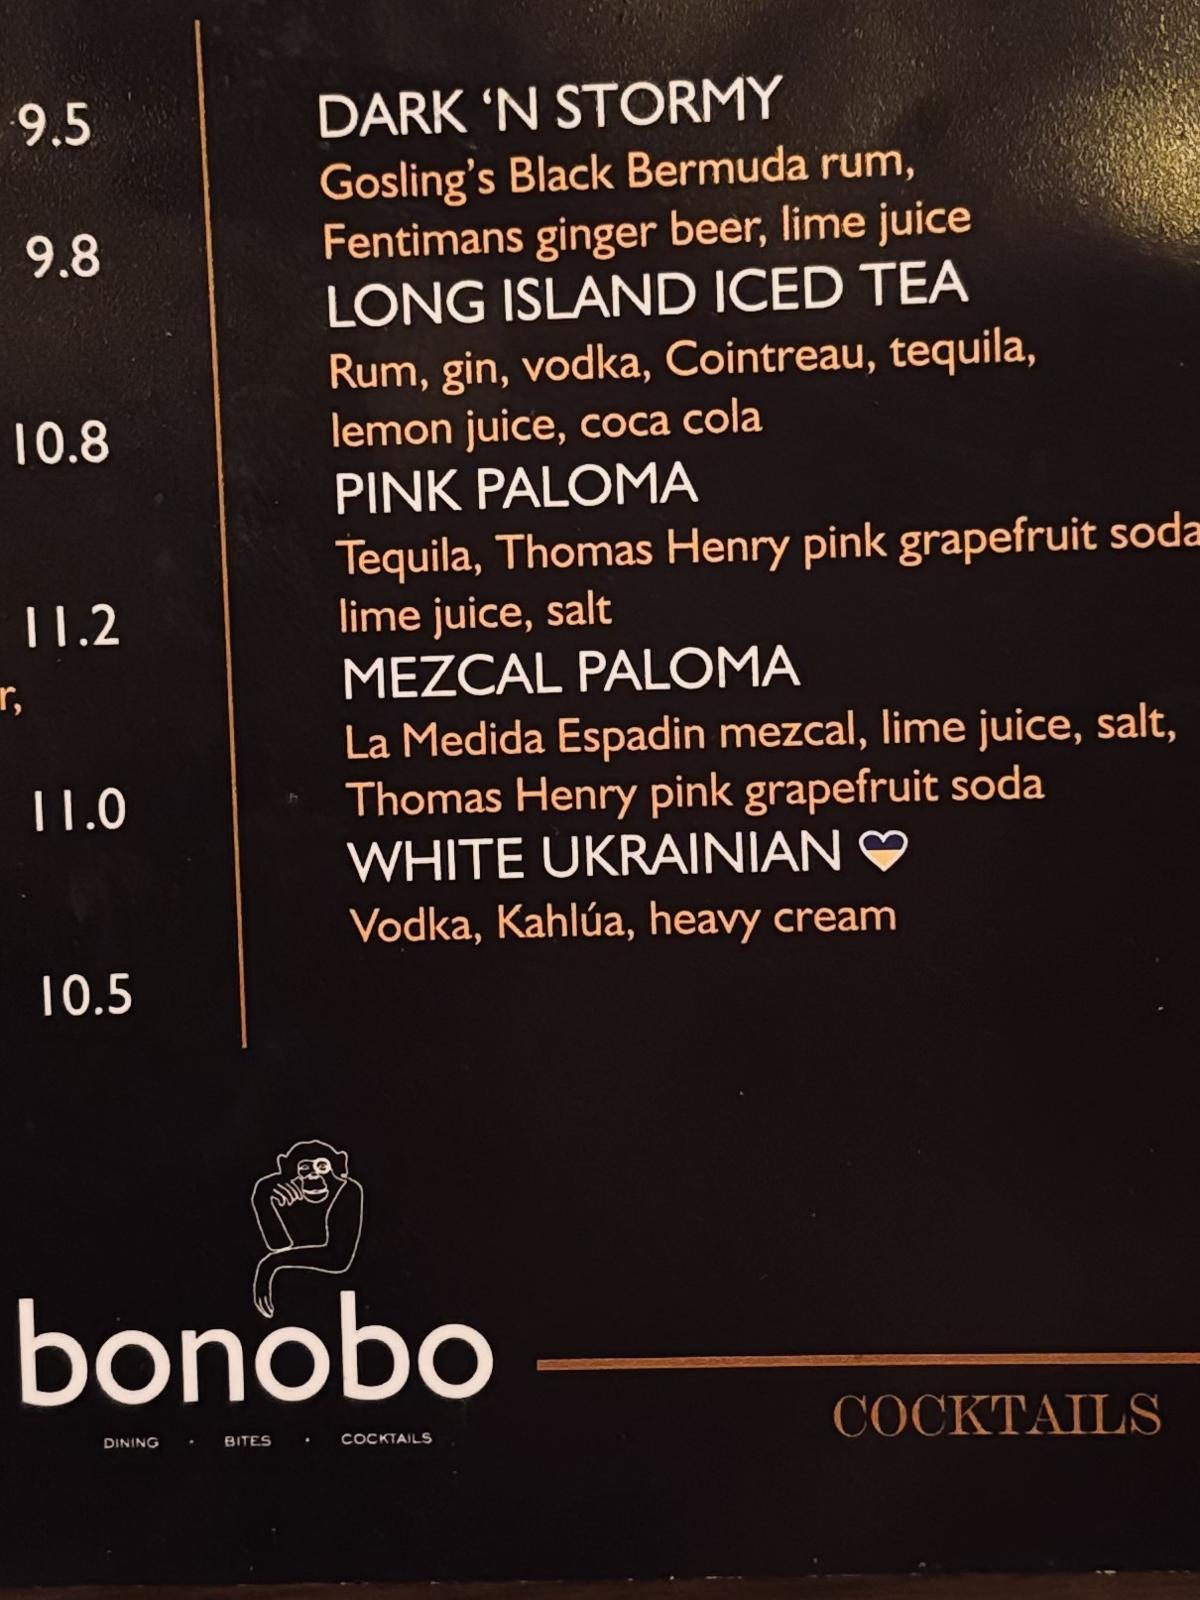 9.5
9.8
10.8
11.2
r,
11.0
10.5
DARK ‘N STORMY
Gosling’s Black Bermuda rum,
Fentimans ginger beer, lime juice
LONG ISLAND ICED TEA
Rum, gin, vodka, Cointreau, tequila,
lemon juice, coca cola
PINK PALOMA
Tequila, Thomas Henry pink grapefruit soda
lime juice, salt
MEZCAL PALOMA
La Medida Espadin mezcal, lime juice, salt,
Thomas Henry pink grapefruit soda
WHITE UKRAINIAN
Vodka, Kahlúa, heavy cream
bonobo
DINING · BITES · COCKTAILS
COCKTAILS